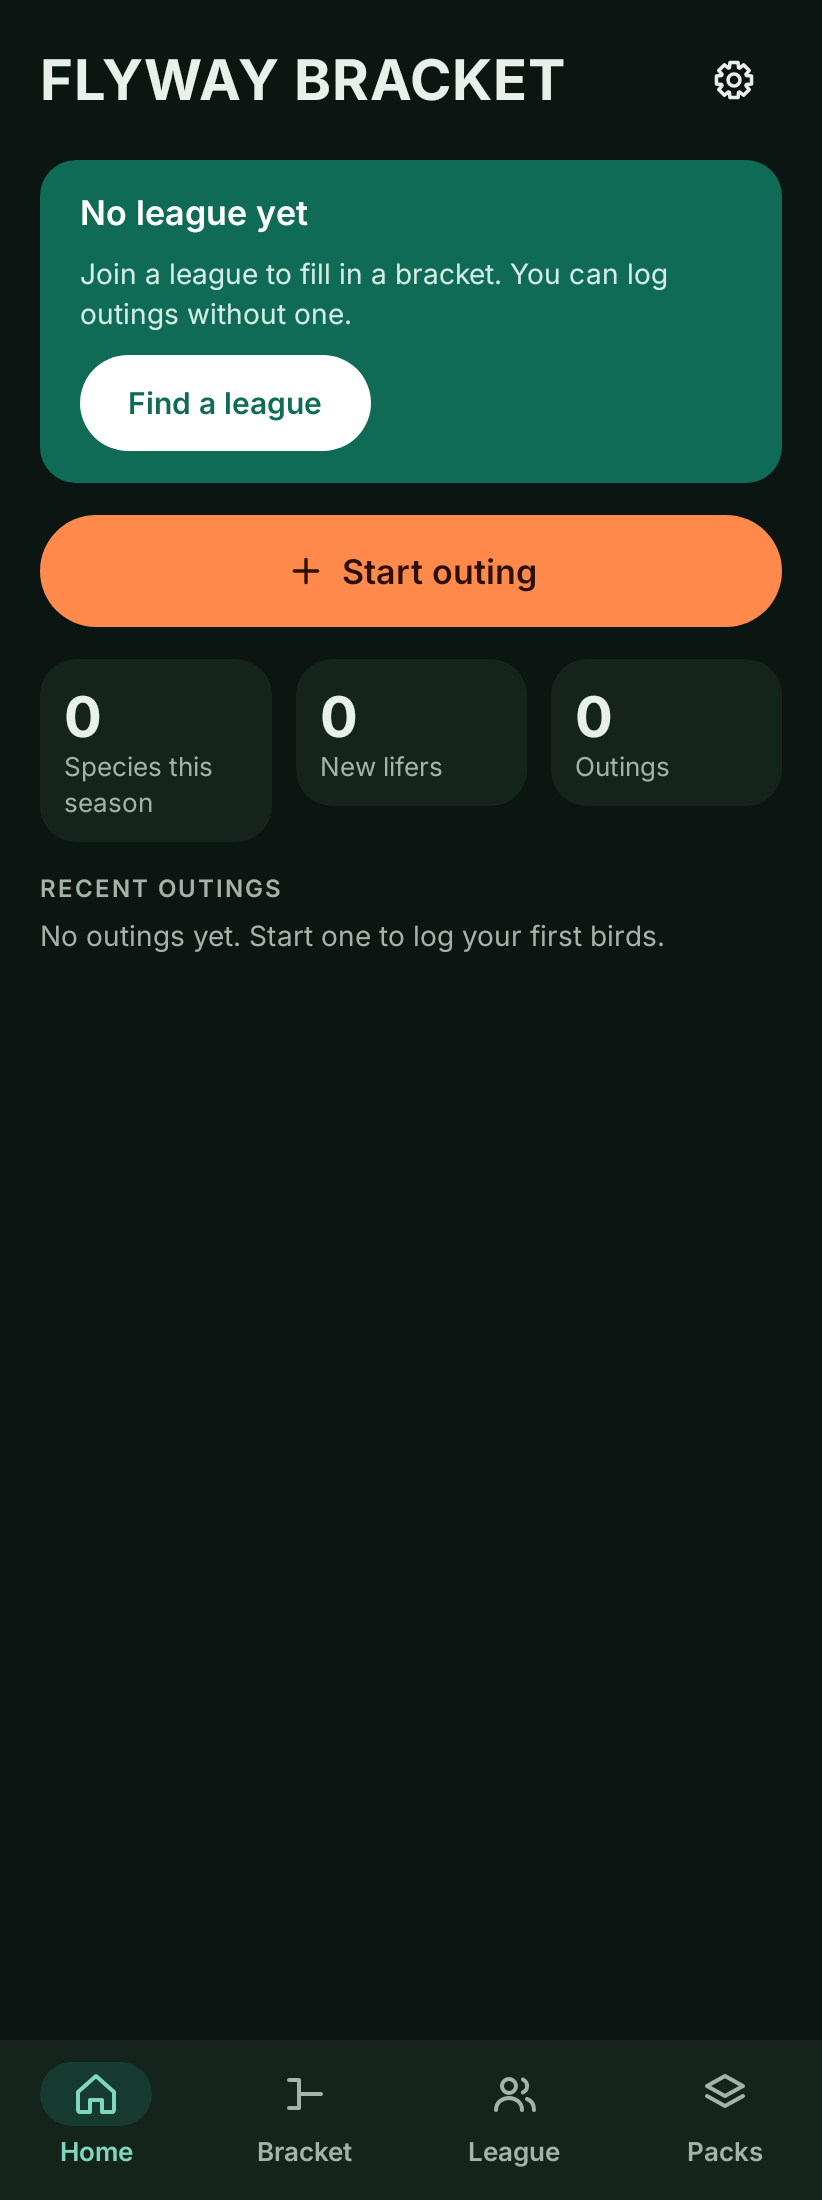 FLYWAY BRACKET
No league yet
Join a league to fill in a bracket. You can log
outings without one.
Find a league
Start outing
0
Species this
season
0
New lifers
0
Outings
RECENT OUTINGS
No outings yet. Start one to log your first birds.
Home
Bracket
League
Packs